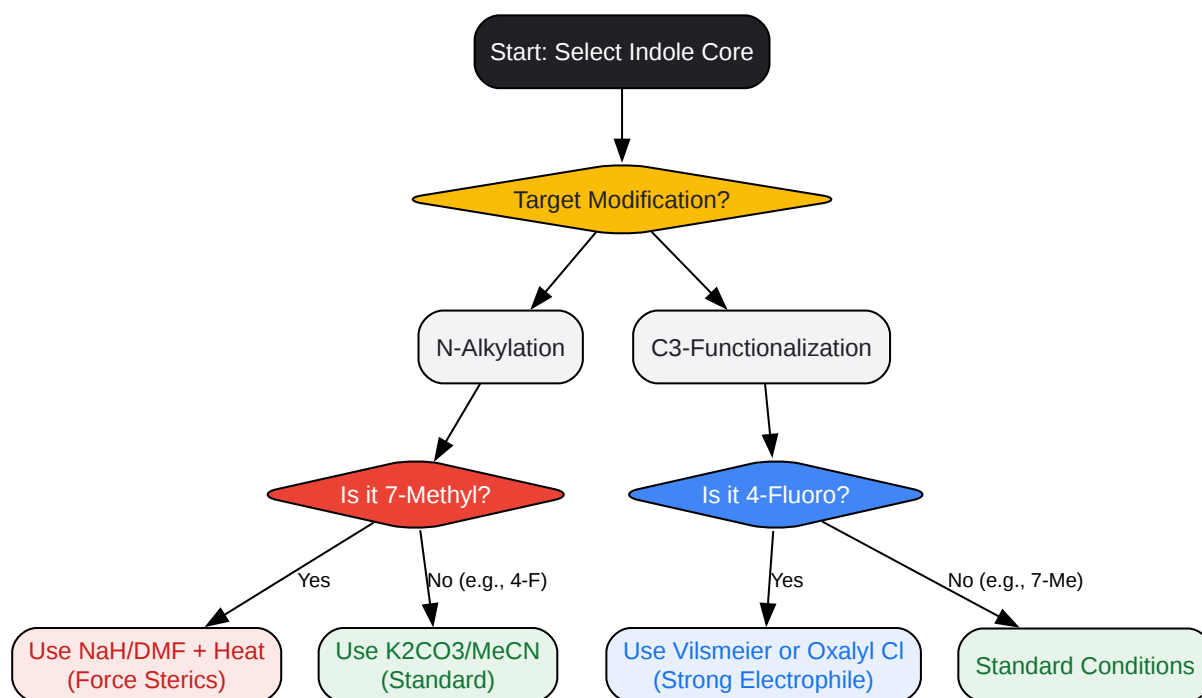 Start: Select Indole Core
Target Modification?
N-Alkylation
C3-Functionalization
Is it 7-Methyl?
Is it 4-Fluoro?
Yes
No (e.g., 4-F)
Yes
No (e.g., 7-Me)
Use NaH/DMF + Heat
(Force Sterics)
Use K2CO3/MeCN
(Standard)
Use Vilsmeier or Oxalyl Cl
(Strong Electrophile)
Standard Conditions